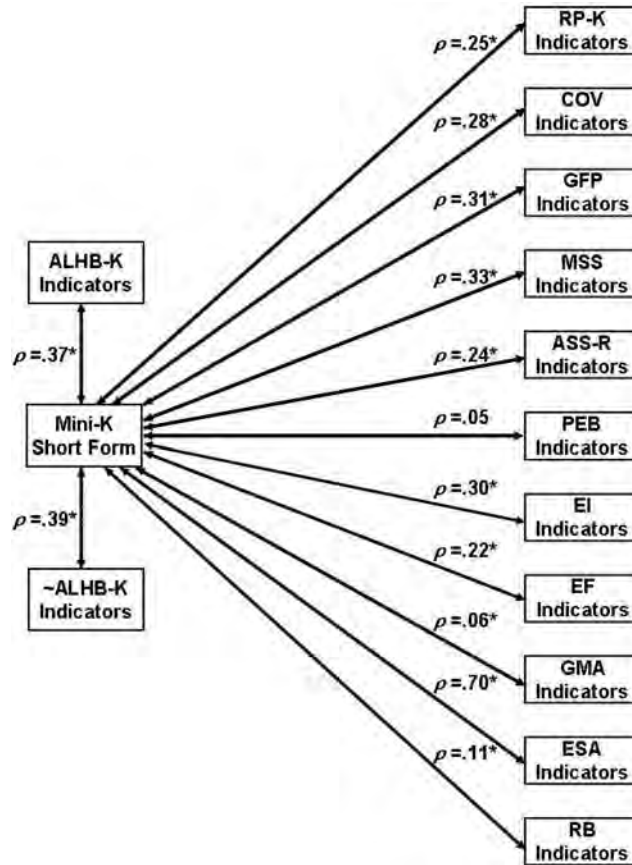 RP-K
Indicators
ρ=.25*
COV
Indicators
ρ=.28*
GFP
Indicators
ρ=.31*
ALHB-K
Indicators
MSS
Indicators
ρ=.33*
ρ=.37*
ASS-R
Indicators
ρ=.24*
Mini-K
Short Form
PEB
Indicators
ρ=.05
EI
Indicators
ρ=.30*
ρ=.39*
EF
Indicators
ρ=.22*
~ALHB-K
Indicators
GMA
Indicators
ρ=.06*
ESA
Indicators
ρ=.70*
RB
Indicators
ρ=.11*